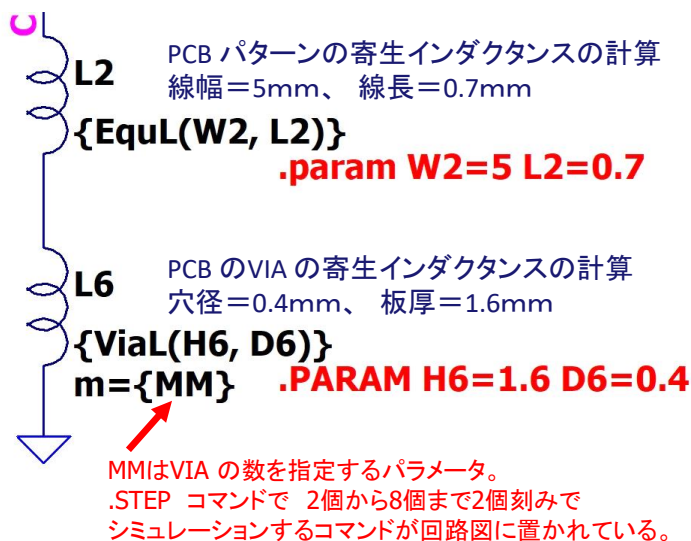 C
PCB パターンの寄生インダクタンスの計算
L2
線幅＝5mm、 線長＝0.7mm
{EquL(W2, L2)}
.param W2=5 L2=0.7
PCB のVIA の寄生インダクタンスの計算
L6
穴径＝0.4mm、 板厚＝1.6mm
{ViaL(H6, D6)}
m={MM} .PARAM H6=1.6 D6=0.4
MMはVIA の数を指定するパラメータ。
.STEP コマンドで 2個から8個まで2個刻みで
シミュレーションするコマンドが回路図に置かれている。